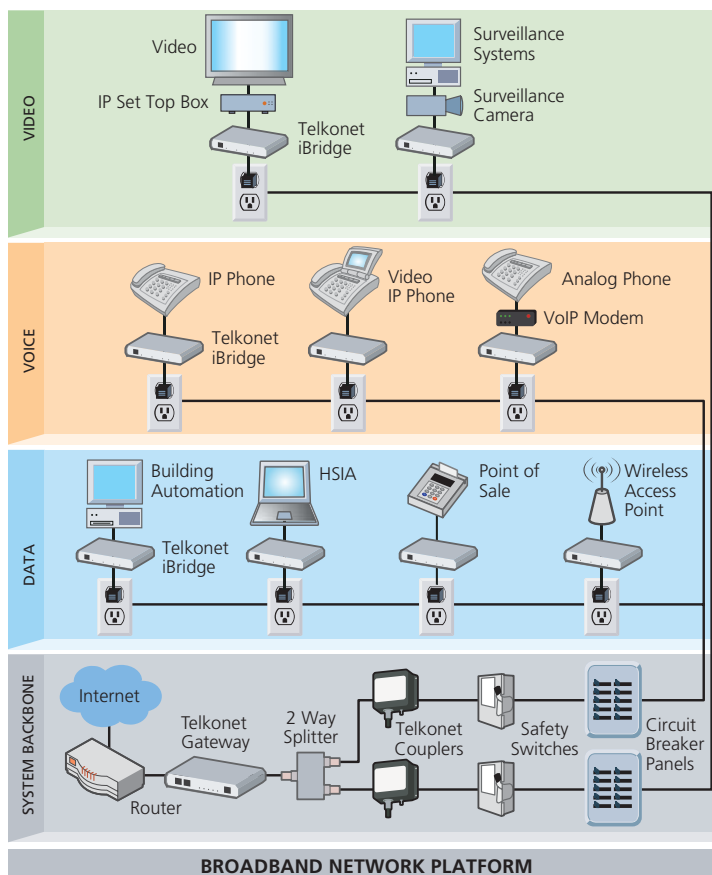 VIDEO
Video
IP Set Top Box
Telkonet
iBridge
Surveillance
Systems
Surveillance
Camera
VOICE
IP Phone
Telkonet
iBridge
Video
IP Phone
Analog Phone
VoIP Modem
DATA
Building
Automation
Telkonet
iBridge
HSIA
Point of
Sale
Wireless
Access
Point
SYSTEM BACKBONE
Internet
Router
Telkonet
Gateway
2 Way
Splitter
Telkonet
Couplers
Safety
Switches
Circuit
Breaker
Panels
BROADBAND NETWORK PLATFORM